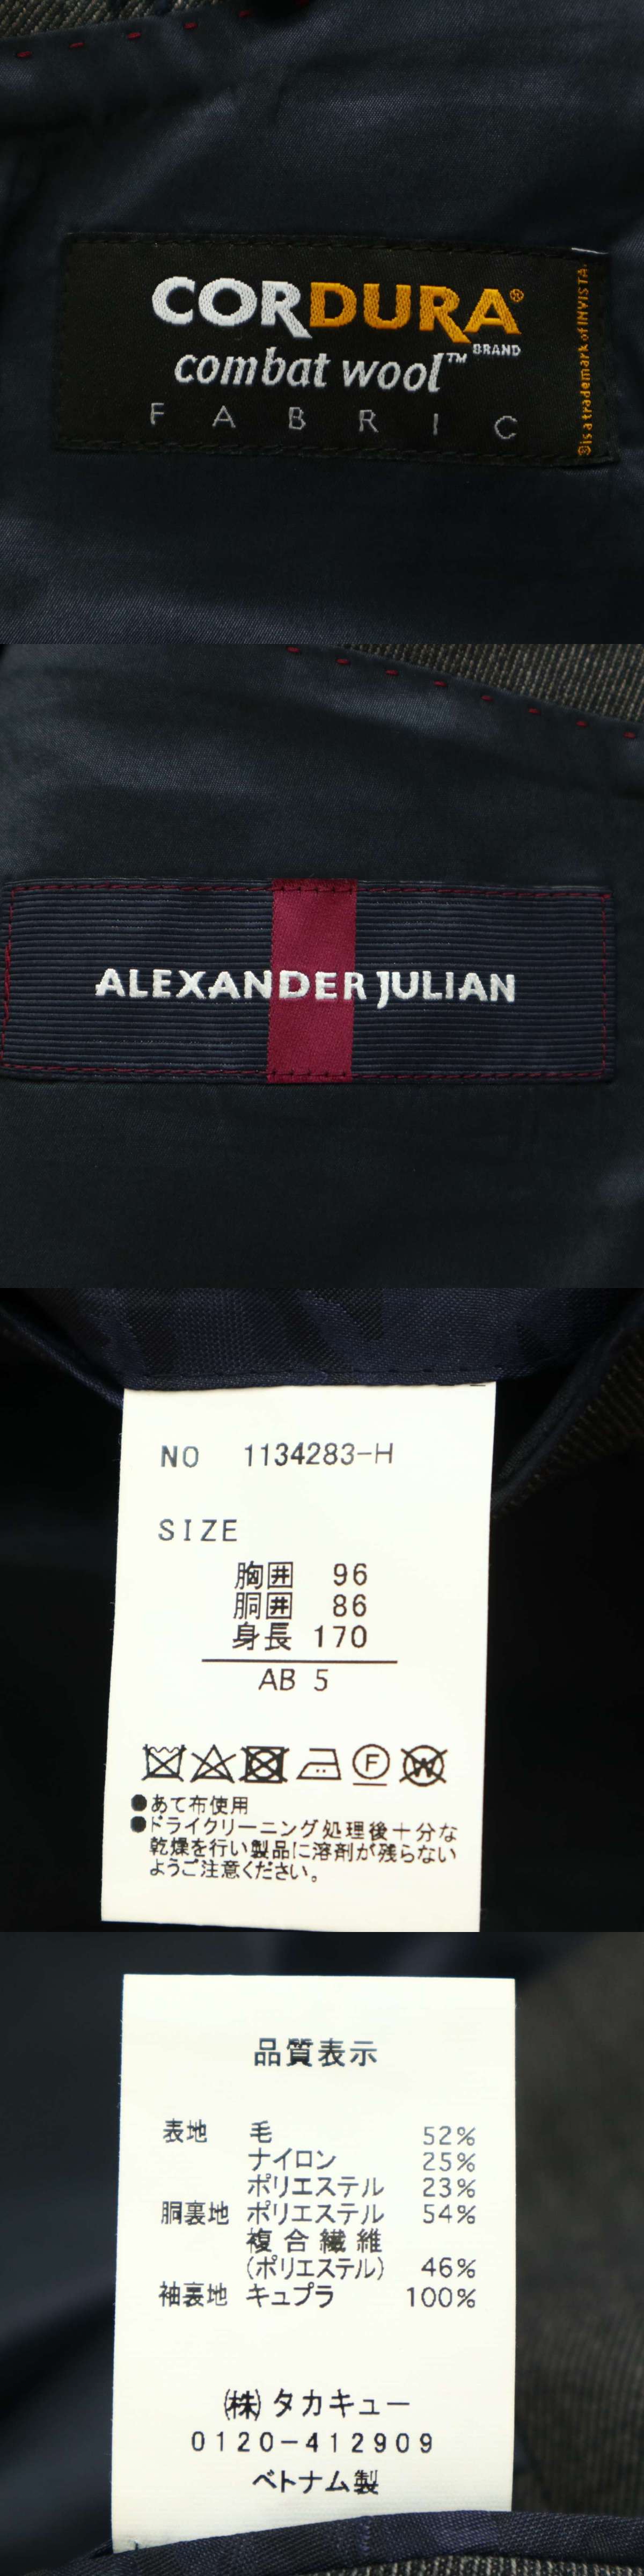 CORDURA®
combat wool™ BRAND
FABRIC
®is a trademark of INVISTA.
ALEXANDER JULIAN
NO 1134283-H
SIZE
胸囲 96
胴囲 86
身長 170
AB 5
F W
●あて布使用
●ドライクリーニング処理後十分な
乾燥を行い製品に溶剤が残らない
ようご注意ください。
品質表示
表地 毛 52%
ナイロン 25%
ポリエステル 23%
胴裏地 ポリエステル 54%
複合繊維
(ポリエステル) 46%
袖裏地 キュプラ 100%
㈱タカキュー
0120-412909
ベトナム製